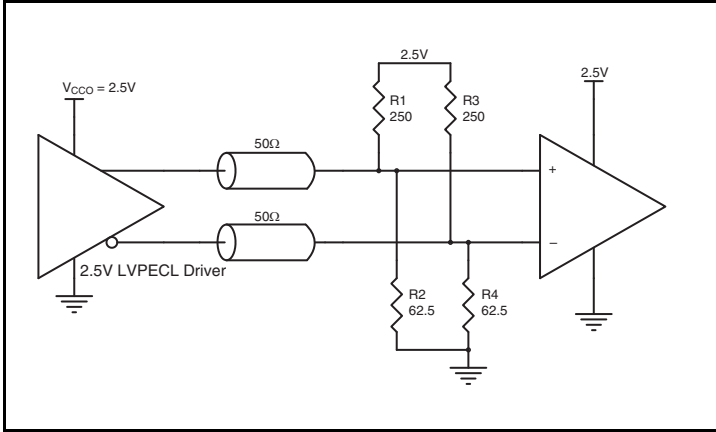 2.5V
2.5V
VCCO = 2.5V
R1
250
R3
250
50Ω
+
50Ω
−
2.5V LVPECL Driver
R2
62.5
R4
62.5